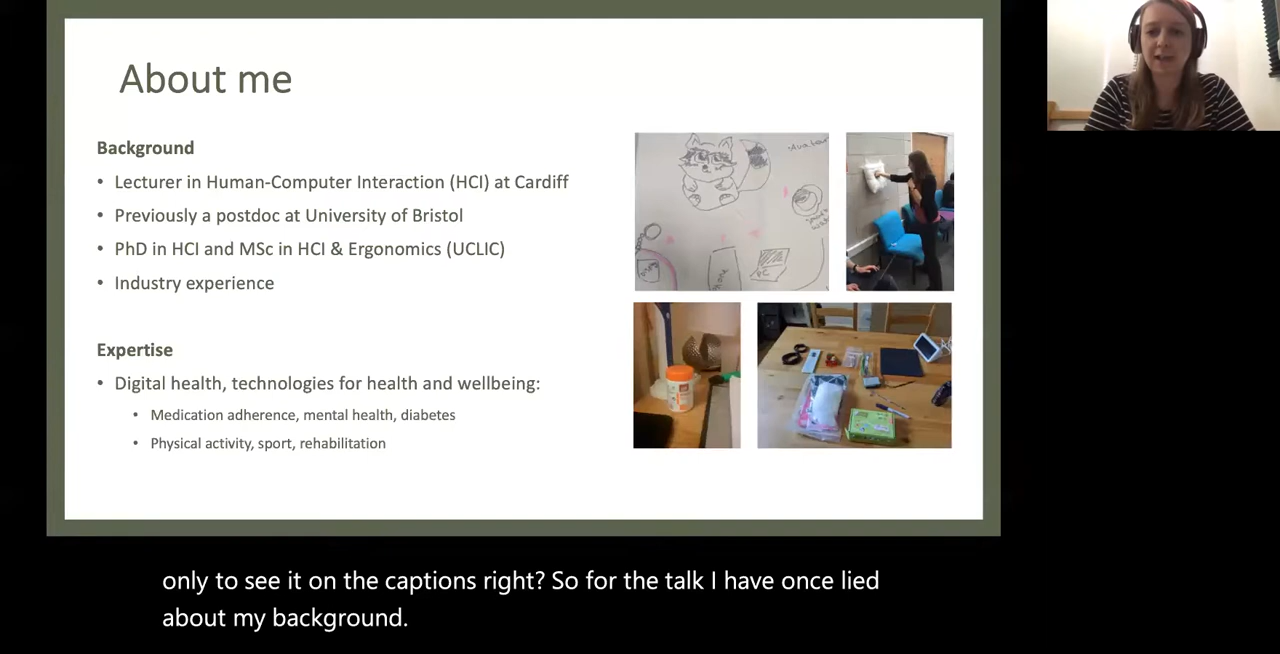 About me
Background
• Lecturer in Human-Computer Interaction (HCI) at Cardiff
• Previously a postdoc at University of Bristol
• PhD in HCI and MSc in HCI & Ergonomics (UCLIC)
• Industry experience
Expertise
• Digital health, technologies for health and wellbeing:
• Medication adherence, mental health, diabetes
• Physical activity, sport, rehabilitation
Avatar
Phone
PC
only to see it on the captions right? So for the talk I have once lied
about my background.